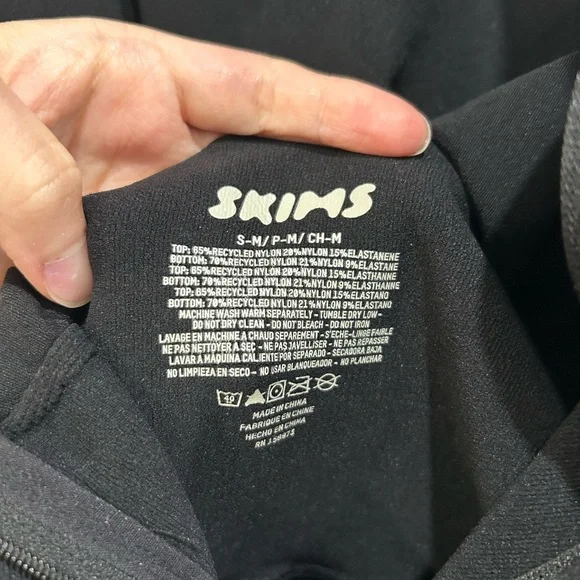 SKIMS
S-M/ P-M/ CH-M
TOP: 65%RECYCLED NYLON 20%NYLON 15%ELASTANENE
BOTTOM: 70%RECYCLED NYLON 21%NYLON 9%ELASTANE
TOP: 65%RECYCLED NYLON 20%NYLON 15%ELASTHANNE
BOTTOM: 70%RECYCLED NYLON 21%NYLON 9%ELASTHANNE
TOP: 65%RECYCLED NYLON 20%NYLON 15%ELASTANO
BOTTOM: 70%RECYCLED NYLON 21%NYLON 9%ELASTANO
MACHINE WASH WARM SEPARATELY - TUMBLE DRY LOW-
DO NOT DRY CLEAN - DO NOT BLEACH - DO NOT IRON
LAVAGE EN MACHINE A CHAUD SEPAREMENT - S'ECHE-LINGE FAIBLE
NE PAS NETTOYER A SEC - NE PAS JAVELLISER - NE PAS REPASSER
LAVAR A MAQUINA CALIENTE POR SEPARADO - SECADORA BAJA
NO LIMPIEZA EN SECO - NO USAR BLANQUEADOR - NO PLANCHAR
40
MADE IN CHINA
FABRIQUE EN CHINE
HECHO EN CHINA
RN